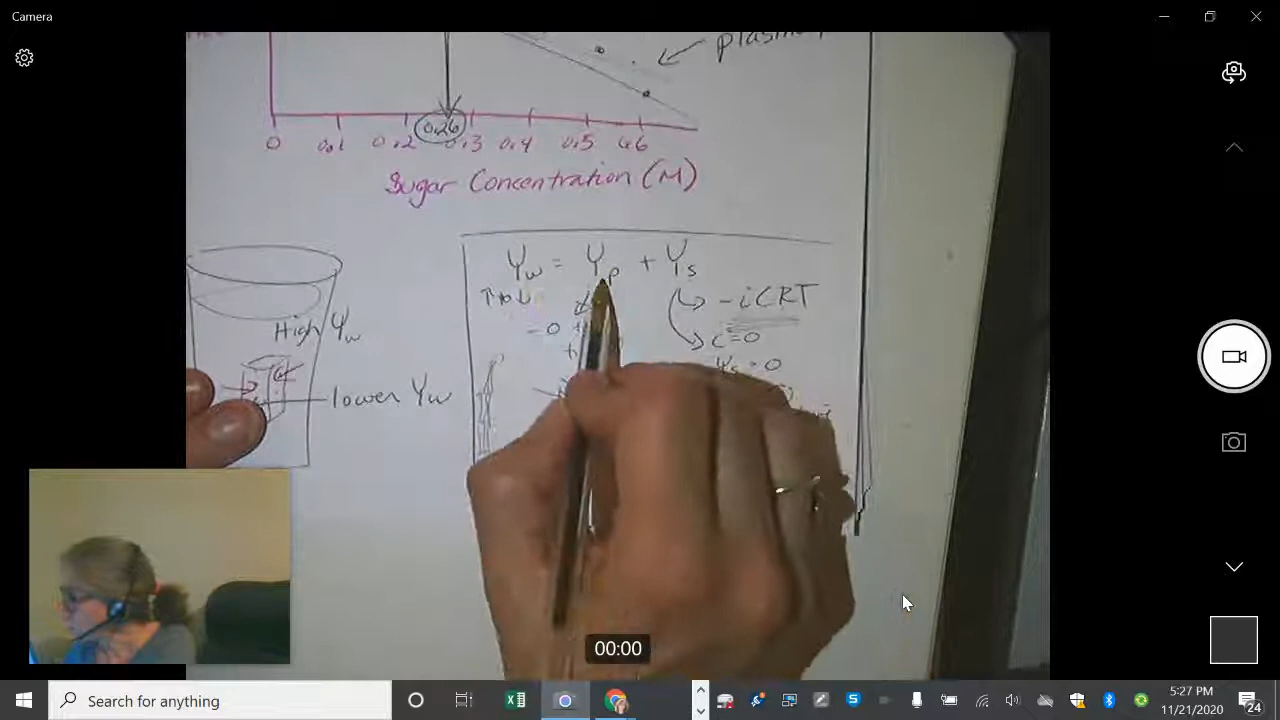 Camera
0.26
0 0.1 0.2 0.3 0.4 0.5 0.6
Sugar Concentration (M)
Ψw = Ψp + Ψs
-iCRT
= 0
C = 0
Ψs = 0
High Ψw
lower Ψw
00:00
Search for anything
5:27 PM
11/21/2020
24